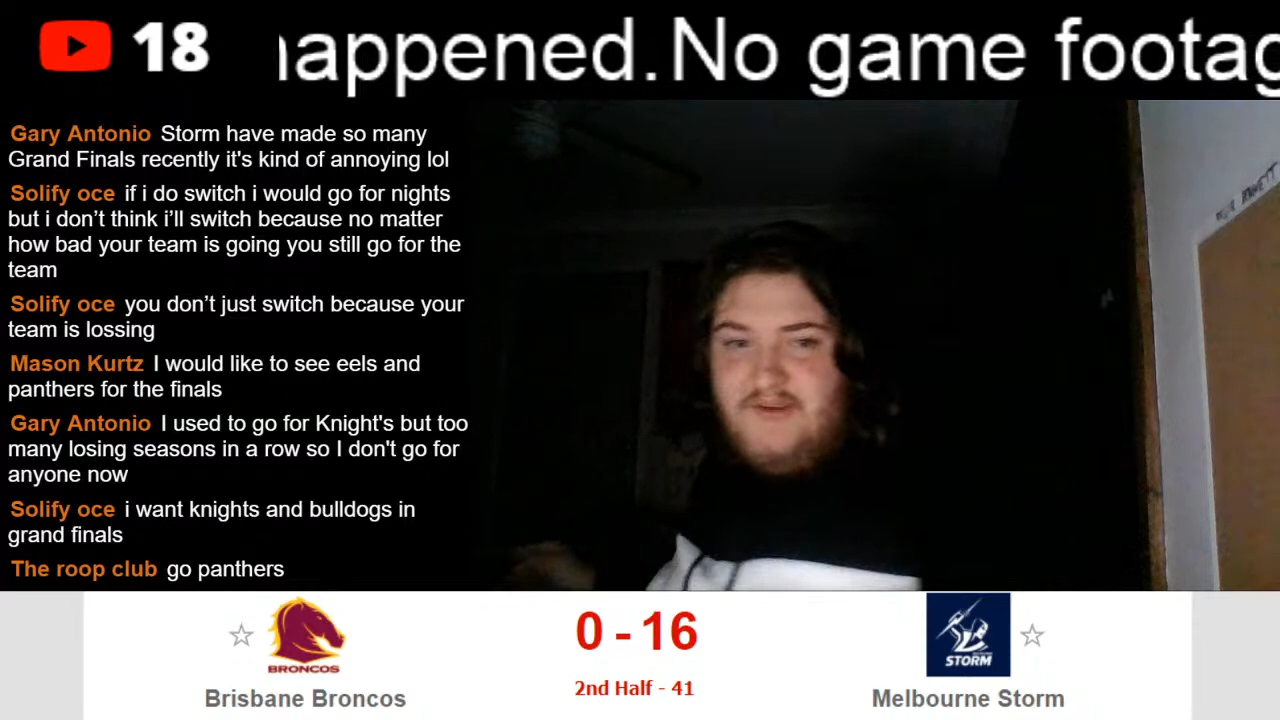 18
happened.No game footag
Gary Antonio Storm have made so many
Grand Finals recently it's kind of annoying lol
Solify oce if i do switch i would go for nights
but i don’t think i’ll switch because no matter
how bad your team is going you still go for the
team
Solify oce you don’t just switch because your
team is lossing
Mason Kurtz I would like to see eels and
panthers for the finals
Gary Antonio I used to go for Knight's but too
many losing seasons in a row so I don't go for
anyone now
Solify oce i want knights and bulldogs in
grand finals
The roop club go panthers
BRONCOS
Brisbane Broncos
0 - 16
2nd Half - 41
STORM
Melbourne Storm